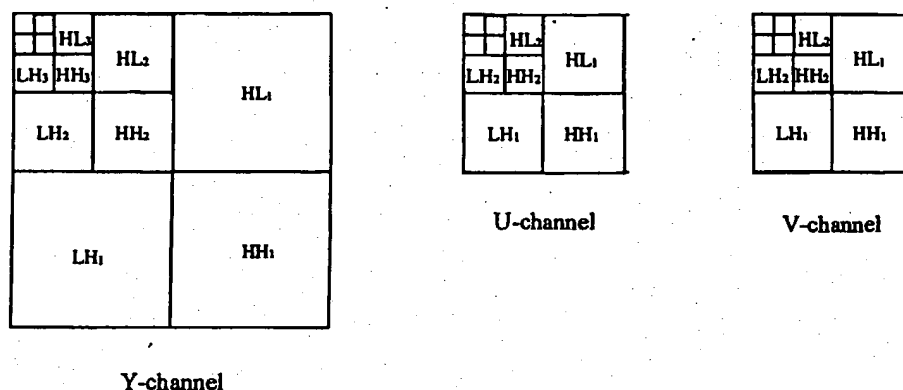 HL₃
LH₃ HH₃
HL₂
LH₂ HH₂
HL₁
LH₁ HH₁
Y-channel
HL₂
LH₂ HH₂
HL₁
LH₁ HH₁
U-channel
HL₂
LH₂ HH₂
HL₁
LH₁ HH₁
V-channel